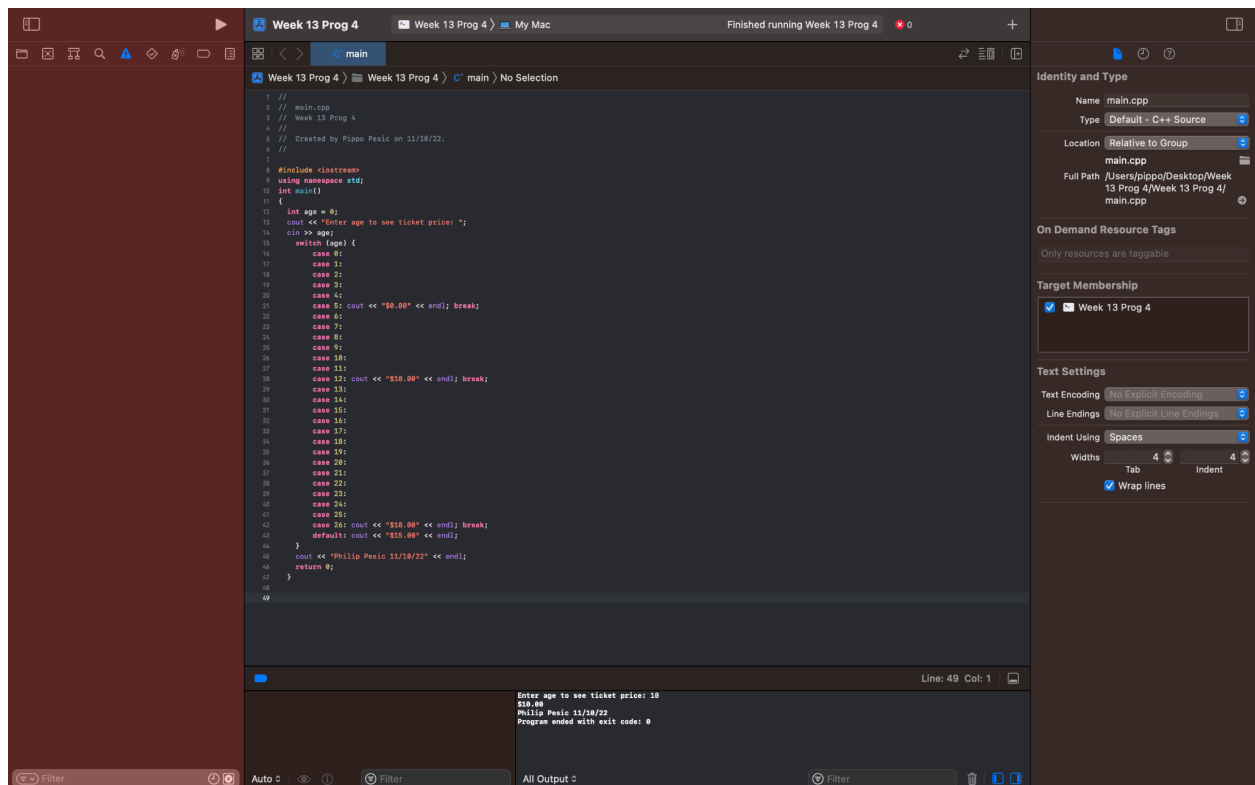 Week 13 Prog 4
Week 13 Prog 4 〉 My Mac
Finished running Week 13 Prog 4
0
main
Week 13 Prog 4 〉 Week 13 Prog 4 〉 main 〉 No Selection
1 //
2 // main.cpp
3 // Week 13 Prog 4
4 //
5 // Created by Pippo Pesic on 11/10/22.
6 //
7
8 #include <iostream>
9 using namespace std;
10 int main()
11 {
12 int age = 0;
13 cout << "Enter age to see ticket price: ";
14 cin >> age;
15 switch (age) {
16 case 0:
17 case 1:
18 case 2:
19 case 3:
20 case 4:
21 case 5: cout << "$0.00" << endl; break;
22 case 6:
23 case 7:
24 case 8:
25 case 9:
26 case 10:
27 case 11:
28 case 12: cout << "$10.00" << endl; break;
29 case 13:
30 case 14:
31 case 15:
32 case 16:
33 case 17:
34 case 18:
35 case 19:
36 case 20:
37 case 21:
38 case 22:
39 case 23:
40 case 24:
41 case 25:
42 case 26: cout << "$18.00" << endl; break;
43 default: cout << "$15.00" << endl;
44 }
45 cout << "Philip Pesic 11/10/22" << endl;
46 return 0;
47 }
48
49
Line: 49 Col: 1
Enter age to see ticket price: 10
$10.00
Philip Pesic 11/10/22
Program ended with exit code: 0
Filter
Auto
Filter
All Output
Filter
Identity and Type
Name main.cpp
Type Default - C++ Source
Location Relative to Group
main.cpp
Full Path /Users/pippo/Desktop/Week
13 Prog 4/Week 13 Prog 4/
main.cpp
On Demand Resource Tags
Only resources are taggable
Target Membership
Week 13 Prog 4
Text Settings
Text Encoding No Explicit Encoding
Line Endings No Explicit Line Endings
Indent Using Spaces
Widths 4 4
Tab Indent
Wrap lines